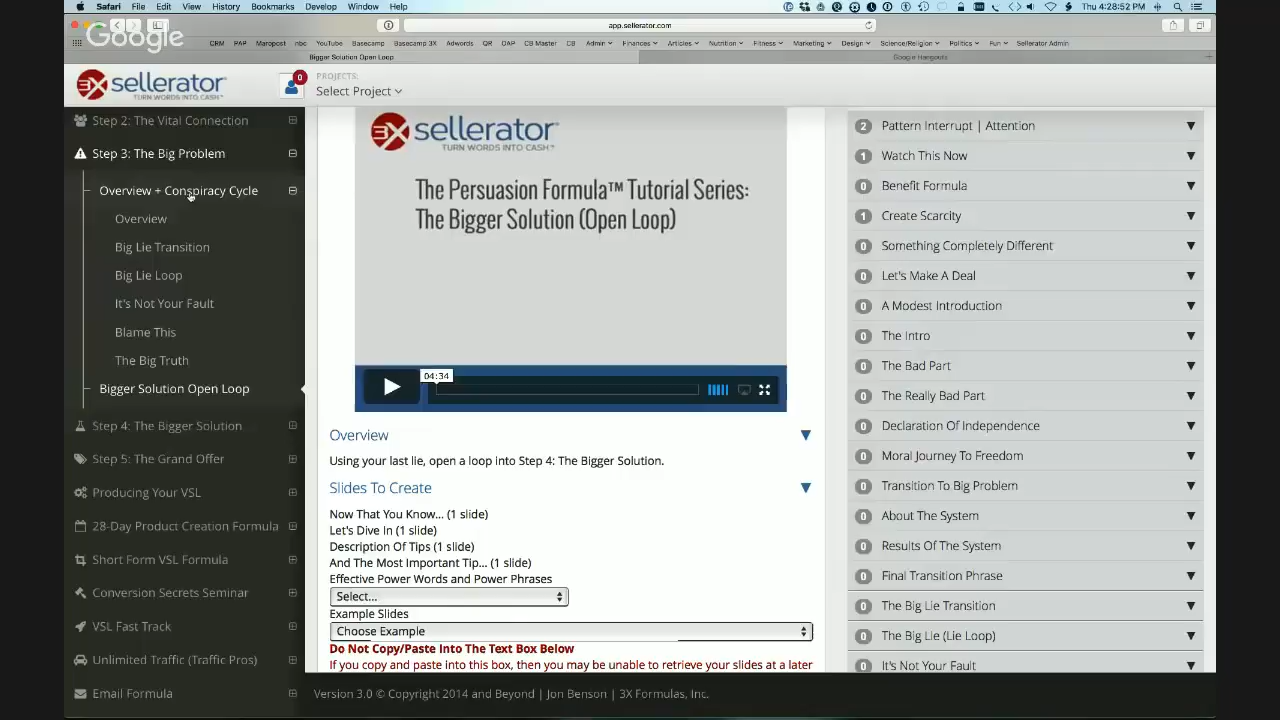 Safari File Edit View History Bookmarks Develop Window Help Thu 4:28:52 PM
Google
app.sellerator.com
CRM PAP Maropost nbc YouTube Basecamp Basecamp 3X Adwords QR DAP CB Master CB Admin Finances Articles Nutrition Fitness Marketing Design Science/Religion Politics Fun Sellerator Admin
Bigger Solution Open Loop
Google Hangouts
3X sellerator
TURN WORDS INTO CASH™
0
PROJECTS:
Select Project
Step 2: The Vital Connection
Step 3: The Big Problem
Overview + Conspiracy Cycle
Overview
Big Lie Transition
Big Lie Loop
It's Not Your Fault
Blame This
The Big Truth
Bigger Solution Open Loop
Step 4: The Bigger Solution
Step 5: The Grand Offer
Producing Your VSL
28-Day Product Creation Formula
Short Form VSL Formula
Conversion Secrets Seminar
VSL Fast Track
Unlimited Traffic (Traffic Pros)
Email Formula
3X sellerator
TURN WORDS INTO CASH™
The Persuasion Formula™ Tutorial Series:
The Bigger Solution (Open Loop)
04:34
Overview
Using your last lie, open a loop into Step 4: The Bigger Solution.
Slides To Create
Now That You Know... (1 slide)
Let's Dive In (1 slide)
Description Of Tips (1 slide)
And The Most Important Tip... (1 slide)
Effective Power Words and Power Phrases
Select...
Example Slides
Choose Example
Do Not Copy/Paste Into The Text Box Below
If you copy and paste into this box, then you may be unable to retrieve your slides at a later
2 Pattern Interrupt | Attention
1 Watch This Now
0 Benefit Formula
1 Create Scarcity
0 Something Completely Different
0 Let's Make A Deal
0 A Modest Introduction
0 The Intro
0 The Bad Part
0 The Really Bad Part
0 Declaration Of Independence
0 Moral Journey To Freedom
0 Transition To Big Problem
0 About The System
0 Results Of The System
0 Final Transition Phrase
0 The Big Lie Transition
0 The Big Lie (Lie Loop)
0 It's Not Your Fault
Version 3.0 © Copyright 2014 and Beyond | Jon Benson | 3X Formulas, Inc.